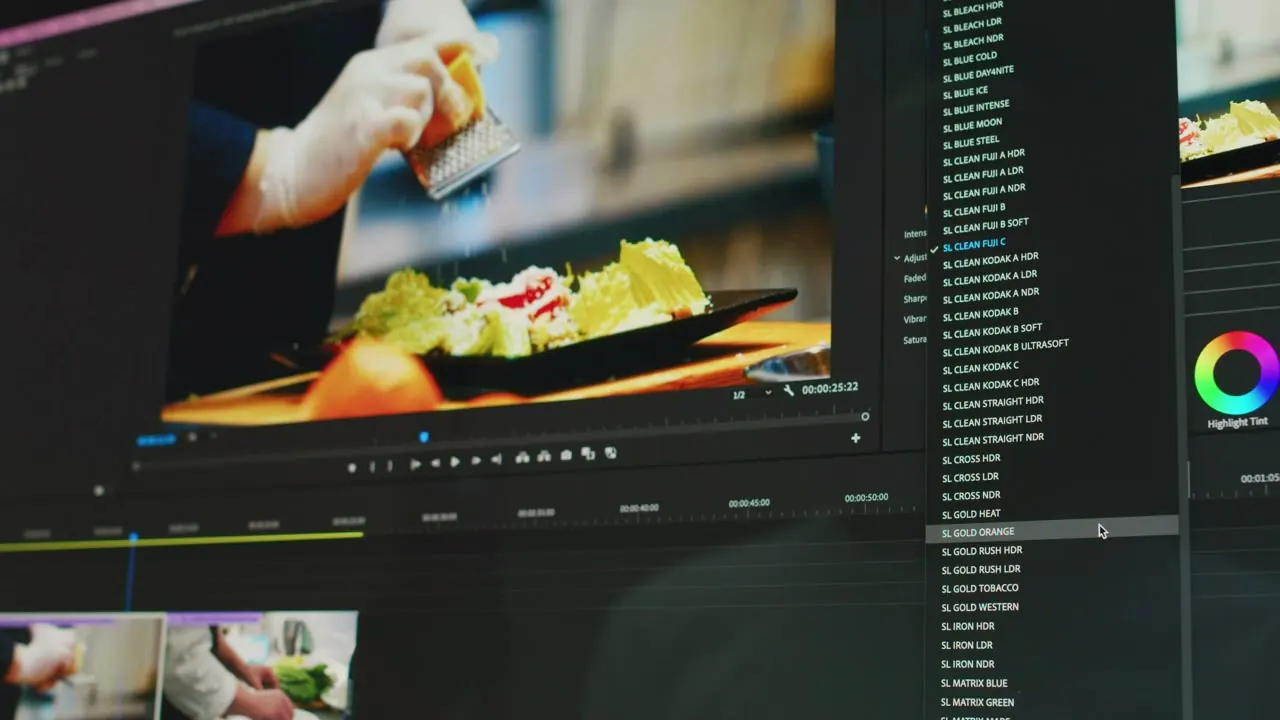 SL BLEACH HDR
SL BLEACH LDR
SL BLEACH NDR
SL BLUE COLD
SL BLUE DAY4NITE
SL BLUE ICE
SL BLUE INTENSE
SL BLUE MOON
SL BLUE STEEL
SL CLEAN FUJI A HDR
SL CLEAN FUJI A LDR
SL CLEAN FUJI A NDR
SL CLEAN FUJI B
SL CLEAN FUJI B SOFT
SL CLEAN FUJI C
SL CLEAN KODAK A HDR
SL CLEAN KODAK A LDR
SL CLEAN KODAK A NDR
SL CLEAN KODAK B
SL CLEAN KODAK B SOFT
SL CLEAN KODAK B ULTRASOFT
SL CLEAN KODAK C
SL CLEAN KODAK C HDR
SL CLEAN STRAIGHT HDR
SL CLEAN STRAIGHT LDR
SL CLEAN STRAIGHT NDR
SL CROSS HDR
SL CROSS LDR
SL CROSS NDR
SL GOLD HEAT
SL GOLD ORANGE
SL GOLD RUSH HDR
SL GOLD RUSH LDR
SL GOLD TOBACCO
SL GOLD WESTERN
SL IRON HDR
SL IRON LDR
SL IRON NDR
SL MATRIX BLUE
SL MATRIX GREEN
Intens
Adjust
Faded
Sharpe
Vibran
Satura
1/2 00:00:25:22
Highlight Tint
00:00:40:00 00:00:45:00 00:00:50:00
00:01:05